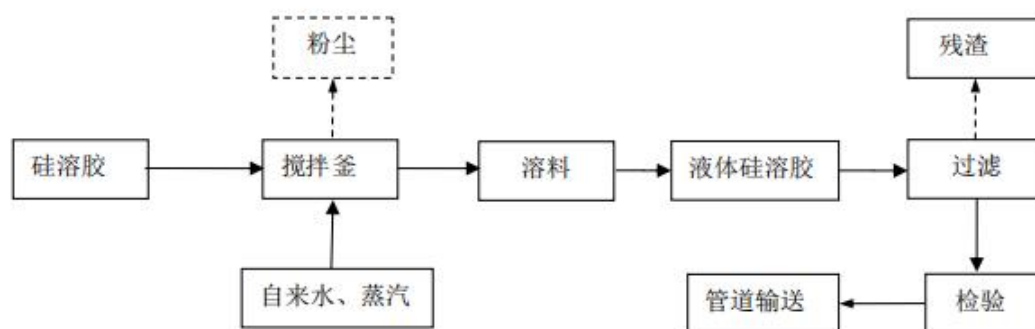 粉尘
残渣
硅溶胶
搅拌釜
溶料
液体硅溶胶
过滤
自来水、蒸汽
管道输送
检验